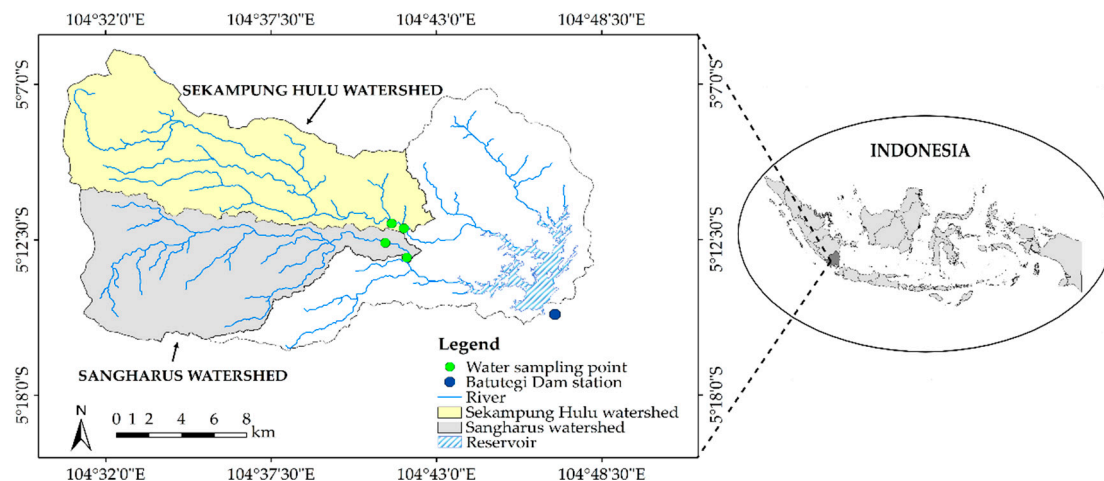 104°32'0"E 104°37'30"E 104°43'0"E 104°48'30"E
5°7'0"S
5°7'0"S
SEKAMPUNG HULU WATERSHED
INDONESIA
5°12'30"S
5°12'30"S
Legend
Water sampling point
Batutegi Dam station
River
Sekampung Hulu watershed
Sangharus watershed
Reservoir
SANGHARUS WATERSHED
5°18'0"S
5°18'0"S
N
0 1 2 4 6 8
km
104°32'0"E 104°37'30"E 104°43'0"E 104°48'30"E